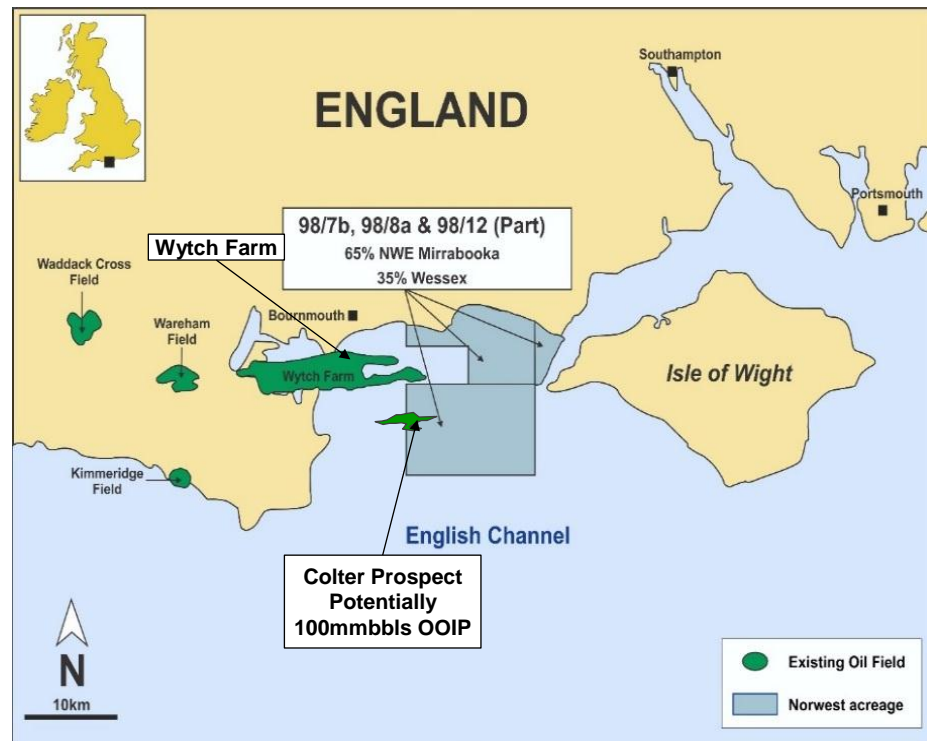 Southampton
ENGLAND
Portsmouth
98/7b, 98/8a & 98/12 (Part)
65% NWE Mirrabooka
35% Wessex
Wytch Farm
Waddack Cross
Field
Bournmouth
Wareham
Field
Wytch Farm
Isle of Wight
Kimmeridge
Field
English Channel
Colter Prospect
Potentially
100mmbbls OOIP
N
10km
Existing Oil Field
Norwest acreage